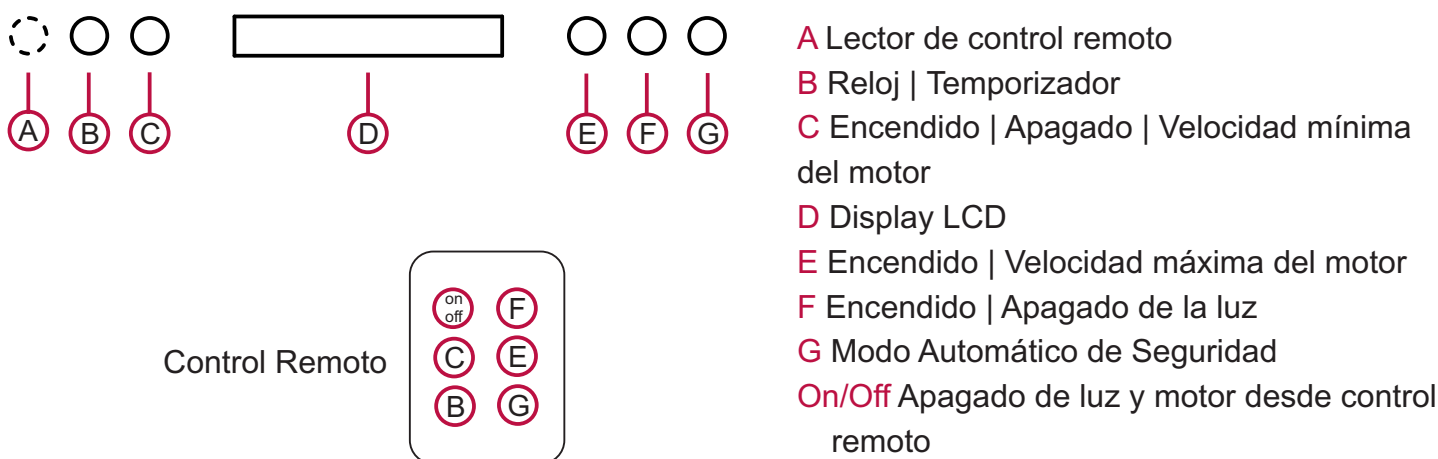 A B C D E F G
A Lector de control remoto
B Reloj | Temporizador
C Encendido | Apagado | Velocidad mínima
del motor
D Display LCD
E Encendido | Velocidad máxima del motor
F Encendido | Apagado de la luz
G Modo Automático de Seguridad
On/Off Apagado de luz y motor desde control
remoto
Control Remoto
on
off F
C E
B G